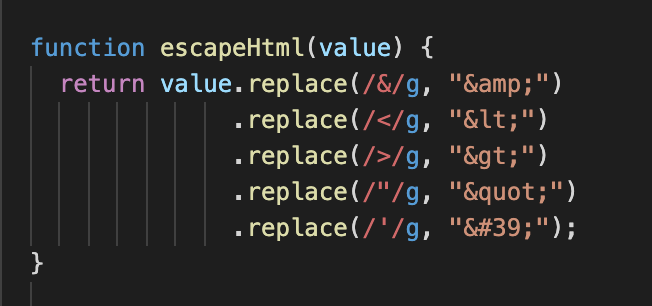 function escapeHtml(value) {
  return value.replace(/&/g, "&amp;")
              .replace(/</g, "&lt;")
              .replace(/>/g, "&gt;")
              .replace(/"/g, "&quot;")
              .replace(/'/g, "&#39;");
}